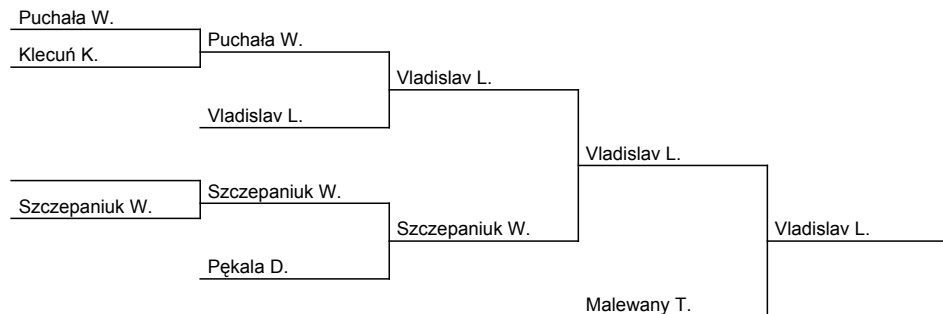 Puchała W.
Klecuń K.
Puchała W.
Vladislav L.
Vladislav L.
Vladislav L.
Szczepaniuk W.
Szczepaniuk W.
Szczepaniuk W.
Vladislav L.
Pękala D.
Malewany T.